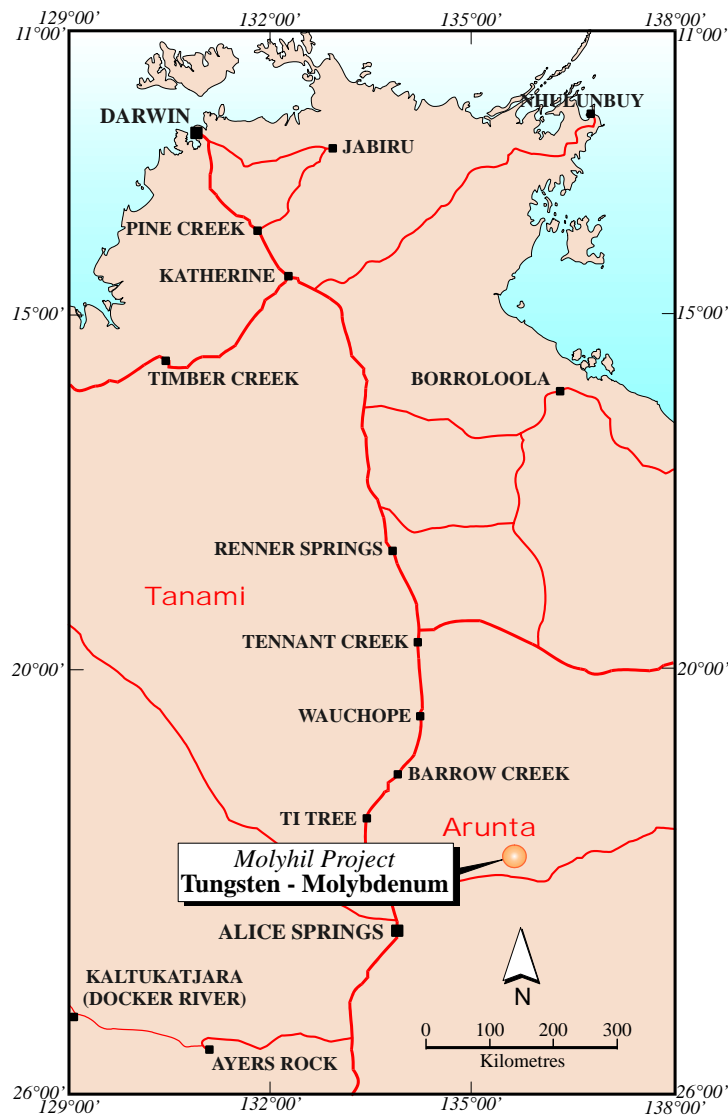 129°00'
132°00'
135°00'
138°00'
11°00'
11°00'
NHULUNBUY
DARWIN
JABIRU
PINE CREEK
KATHERINE
15°00'
15°00'
TIMBER CREEK
BORROLOOLA
RENNER SPRINGS
Tanami
TENNANT CREEK
20°00'
20°00'
WAUCHOPE
BARROW CREEK
TI TREE
Arunta
Molyhil Project
Tungsten - Molybdenum
ALICE SPRINGS
KALTUKATJARA
(DOCKER RIVER)
N
0 100 200 300
Kilometres
AYERS ROCK
26°00'
26°00'
129°00'
132°00'
135°00'
138°00'